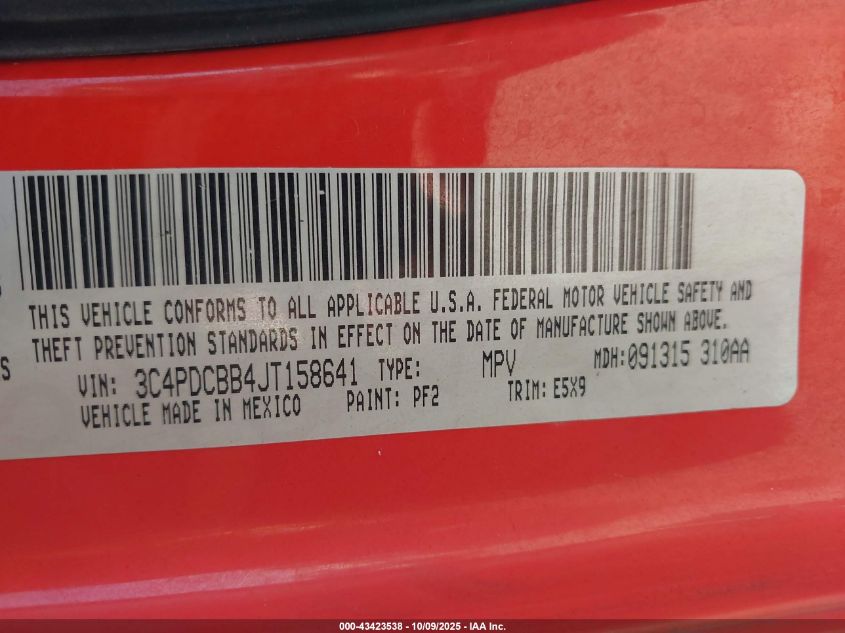 THIS VEHICLE CONFORMS TO ALL APPLICABLE U.S.A. FEDERAL MOTOR VEHICLE SAFETY AND
THEFT PREVENTION STANDARDS IN EFFECT ON THE DATE OF MANUFACTURE SHOWN ABOVE.
S
VIN: 3C4PDCBB4JT158641 TYPE: MPV MDH:091315 310AA
VEHICLE MADE IN MEXICO PAINT: PF2 TRIM: E5X9
000-43423538 - 10/09/2025 - IAA Inc.